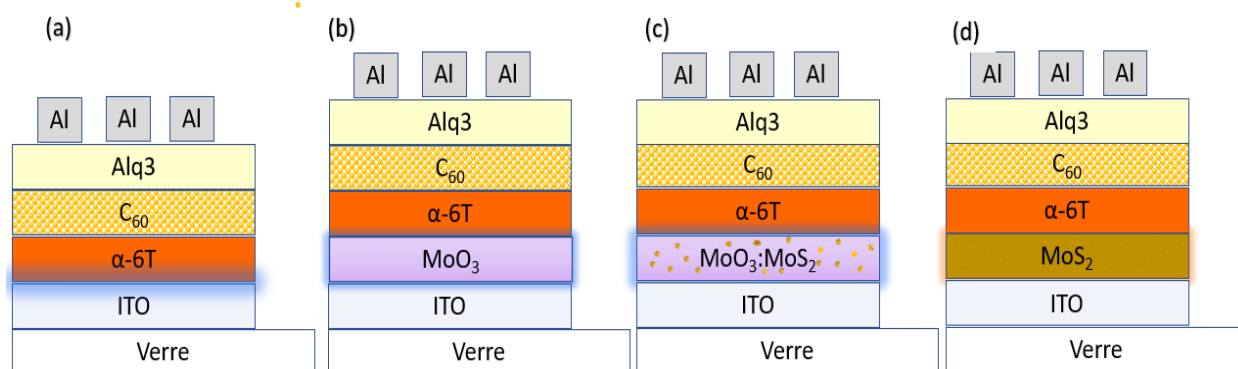 (a)
Al Al Al
Alq3
C₆₀
α-6T
ITO
Verre
(b)
Al Al Al
Alq3
C₆₀
α-6T
MoO₃
ITO
Verre
(c)
Al Al Al
Alq3
C₆₀
α-6T
MoO₃:MoS₂
ITO
Verre
(d)
Al Al Al
Alq3
C₆₀
α-6T
MoS₂
ITO
Verre